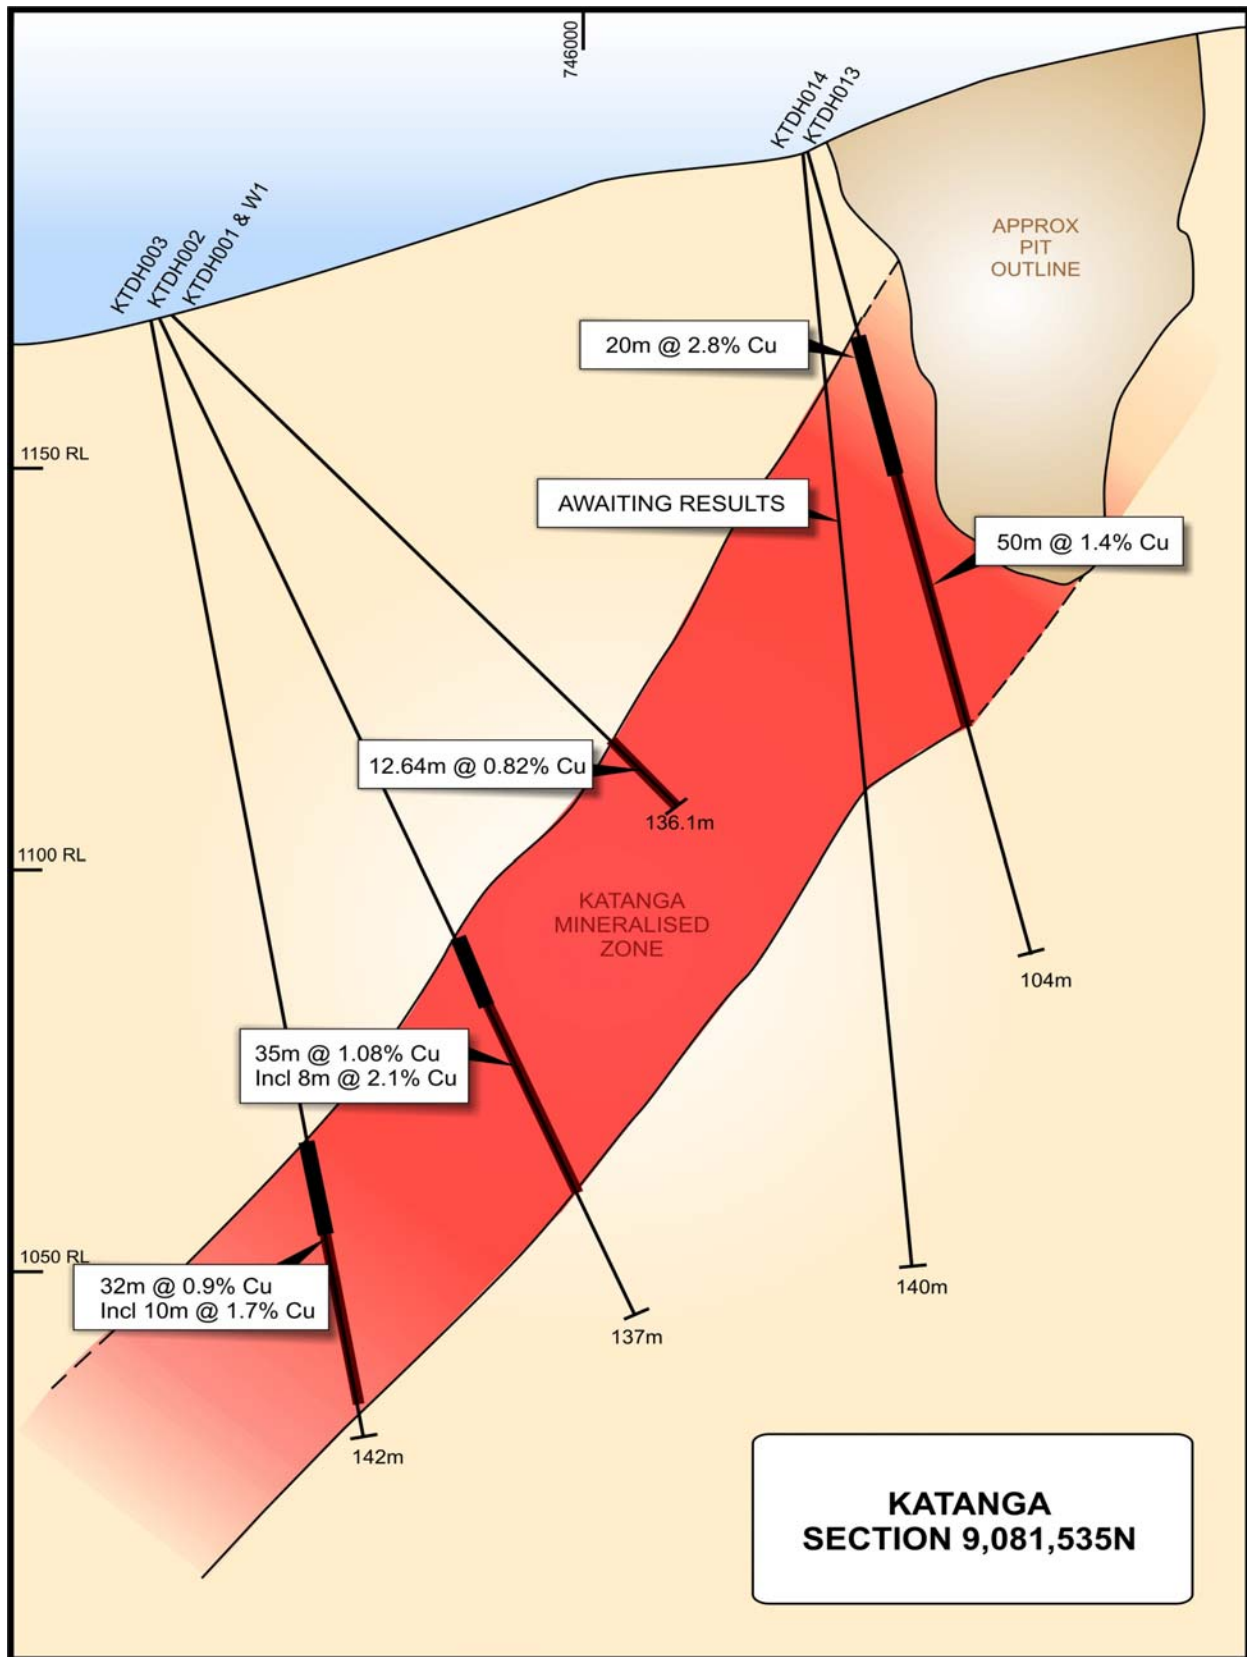 746000
KTDH014
KTDH013
KTDH003
KTDH002
KTDH001 & W1
APPROX
PIT
OUTLINE
20m @ 2.8% Cu
1150 RL
AWAITING RESULTS
50m @ 1.4% Cu
12.64m @ 0.82% Cu
136.1m
1100 RL
KATANGA
MINERALISED
ZONE
104m
35m @ 1.08% Cu
Incl 8m @ 2.1% Cu
1050 RL
32m @ 0.9% Cu
Incl 10m @ 1.7% Cu
140m
137m
142m
KATANGA
SECTION 9,081,535N